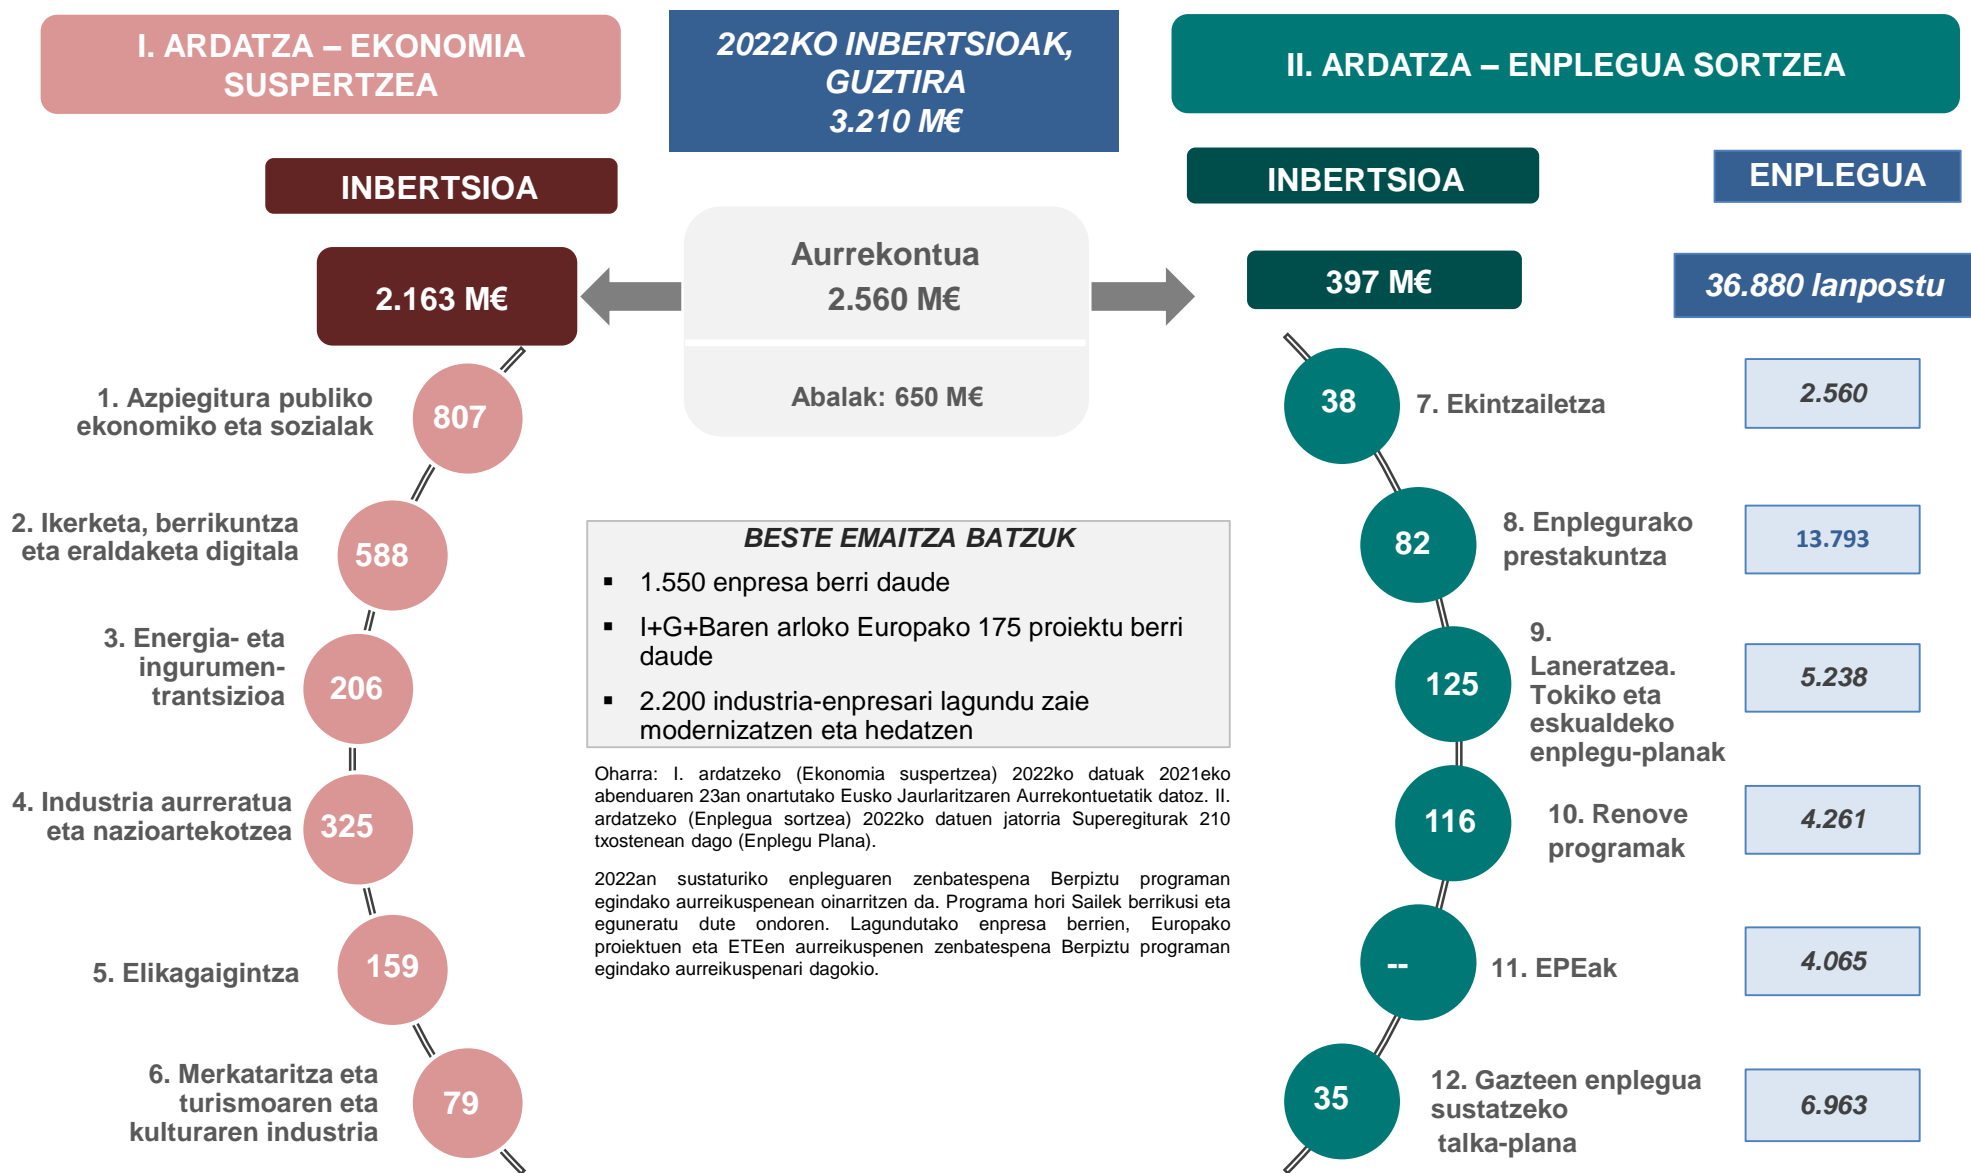 I. ARDATZA – EKONOMIA
SUSPERTZEA
2022KO INBERTSIOAK,
GUZTIRA
3.210 M€
II. ARDATZA – ENPLEGUA SORTZEA
INBERTSIOA
INBERTSIOA
ENPLEGUA
2.163 M€
Aurrekontua
2.560 M€
Abalak: 650 M€
397 M€
36.880 lanpostu
1. Azpiegitura publiko
ekonomiko eta sozialak
807
2. Ikerketa, berrikuntza
eta eraldaketa digitala
588
3. Energia- eta
ingurumen-
trantsizioa
206
4. Industria aurreratua
eta nazioartekotzea
325
5. Elikagaigintza
159
6. Merkataritza eta
turismoaren eta
kulturaren industria
79
BESTE EMAITZA BATZUK
▪ 1.550 enpresa berri daude
▪ I+G+Baren arloko Europako 175 proiektu berri
daude
▪ 2.200 industria-enpresari lagundu zaie
modernizatzen eta hedatzen
Oharra: I. ardatzeko (Ekonomia suspertzea) 2022ko datuak 2021eko
abenduaren 23an onartutako Eusko Jaurlaritzaren Aurrekontuetatik datoz. II.
ardatzeko (Enplegua sortzea) 2022ko datuen jatorria Superegiturak 210
txostenean dago (Enplegu Plana).
2022an sustaturiko enpleguaren zenbatespena Berpiztu programan
egindako aurreikuspenean oinarritzen da. Programa hori Sailek berrikusi eta
eguneratu dute ondoren. Lagundutako enpresa berrien, Europako
proiektuen eta ETEen aurreikuspenen zenbatespena Berpiztu programan
egindako aurreikuspenari dagokio.
38
7. Ekintzailetza
2.560
82
8. Enplegurako
prestakuntza
13.793
125
9.
Laneratzea.
Tokiko eta
eskualdeko
enplegu-planak
5.238
116
10. Renove
programak
4.261
--
11. EPEak
4.065
35
12. Gazteen enplegua
sustatzeko
talka-plana
6.963